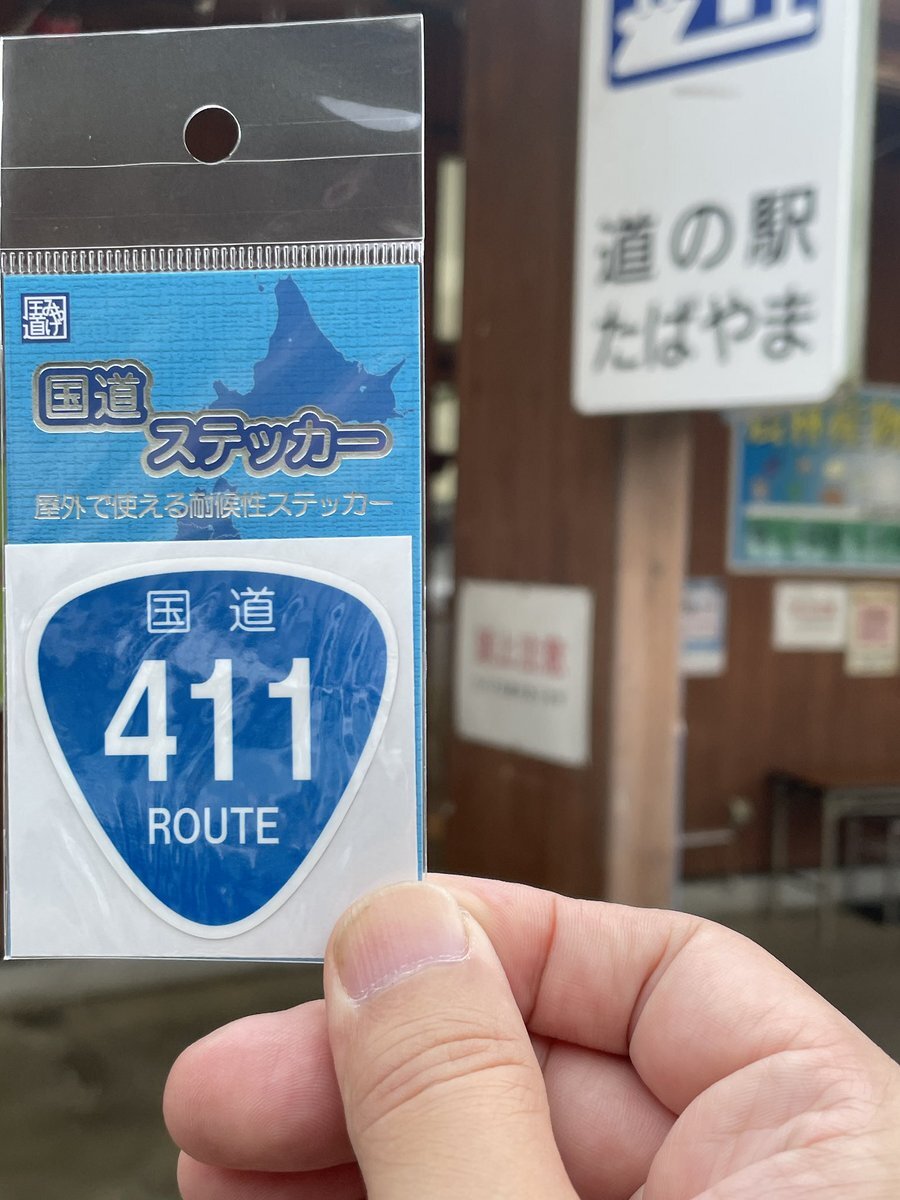 国道
ステッカー
屋外で使える耐候性ステッカー
国道
411
ROUTE
道の駅
たばやま